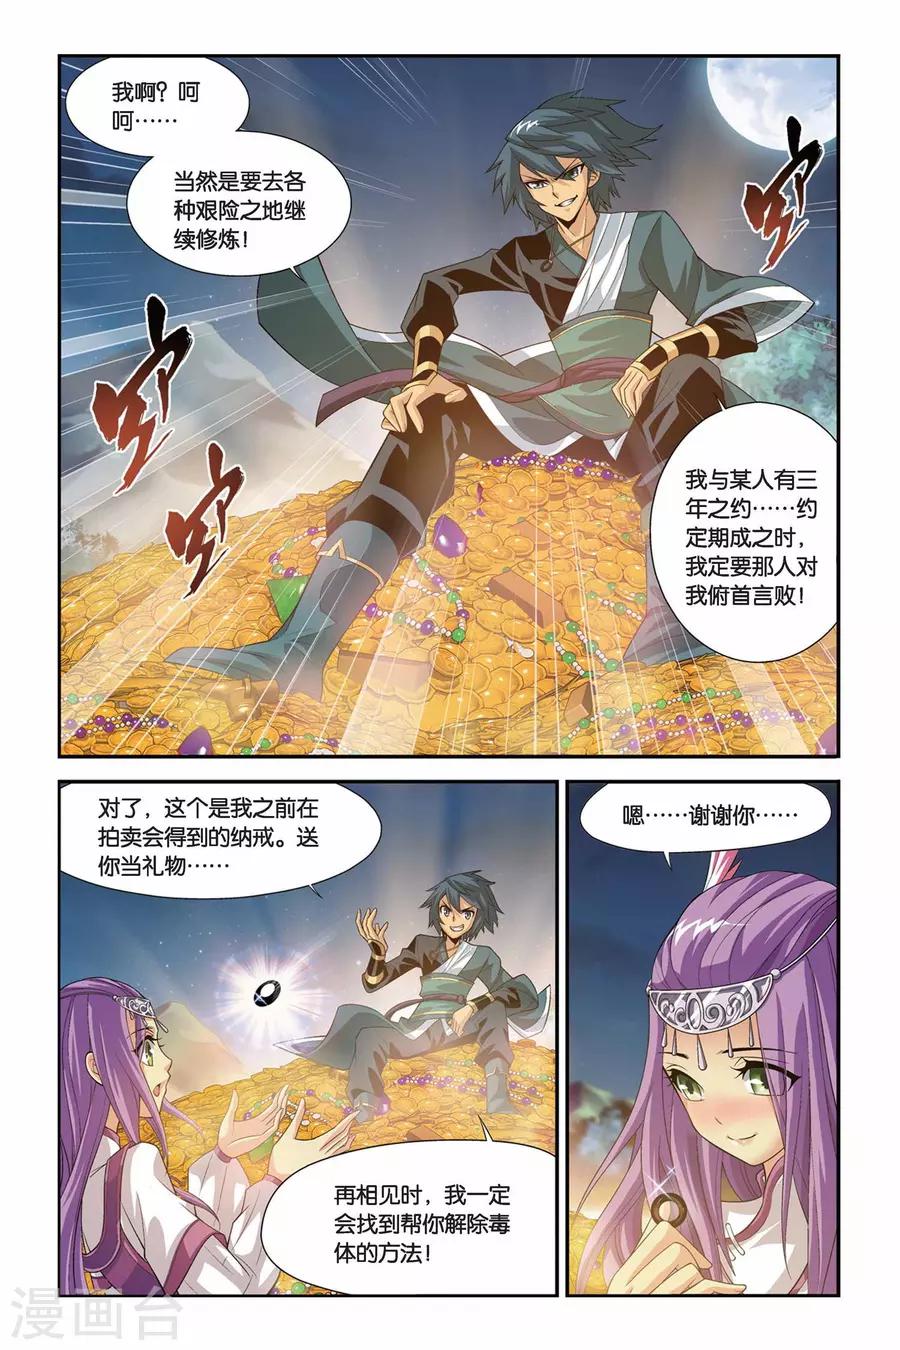 我啊？呵
呵……
当然是要去各
种艰险之地继
续修炼！
我与某人有三
年之约……约
定期成之时，
我定要那人对
我俯首言败！
对了，这个是我之前在
拍卖会得到的纳戒。送
你当礼物……
再相见时，我一定
会找到帮你解除毒
体的方法！
嗯……谢谢你……
漫画台